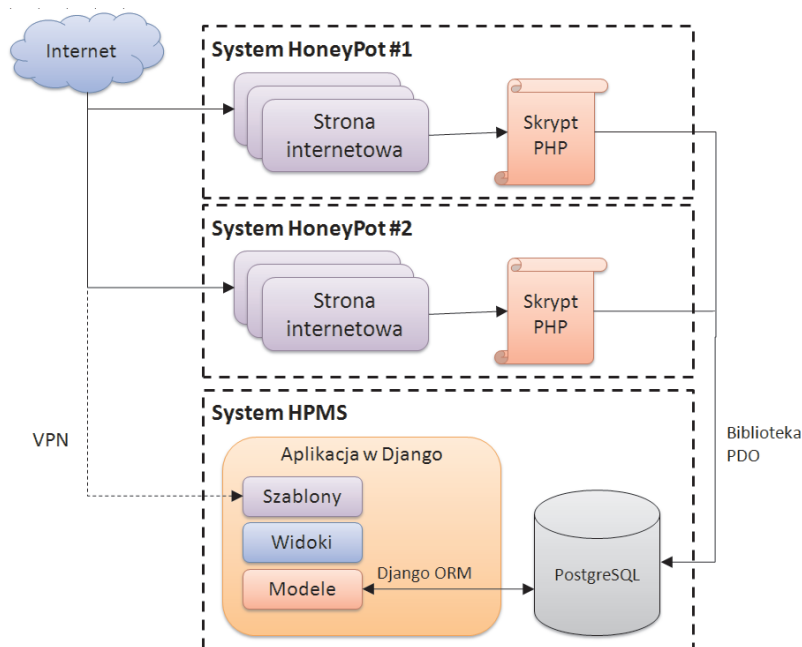 Internet
System HoneyPot #1
Strona
internetowa
Skrypt
PHP
System HoneyPot #2
Strona
internetowa
Skrypt
PHP
VPN
Biblioteka
PDO
System HPMS
Aplikacja w Django
Szablony
Widoki
Modele
Django ORM
PostgreSQL